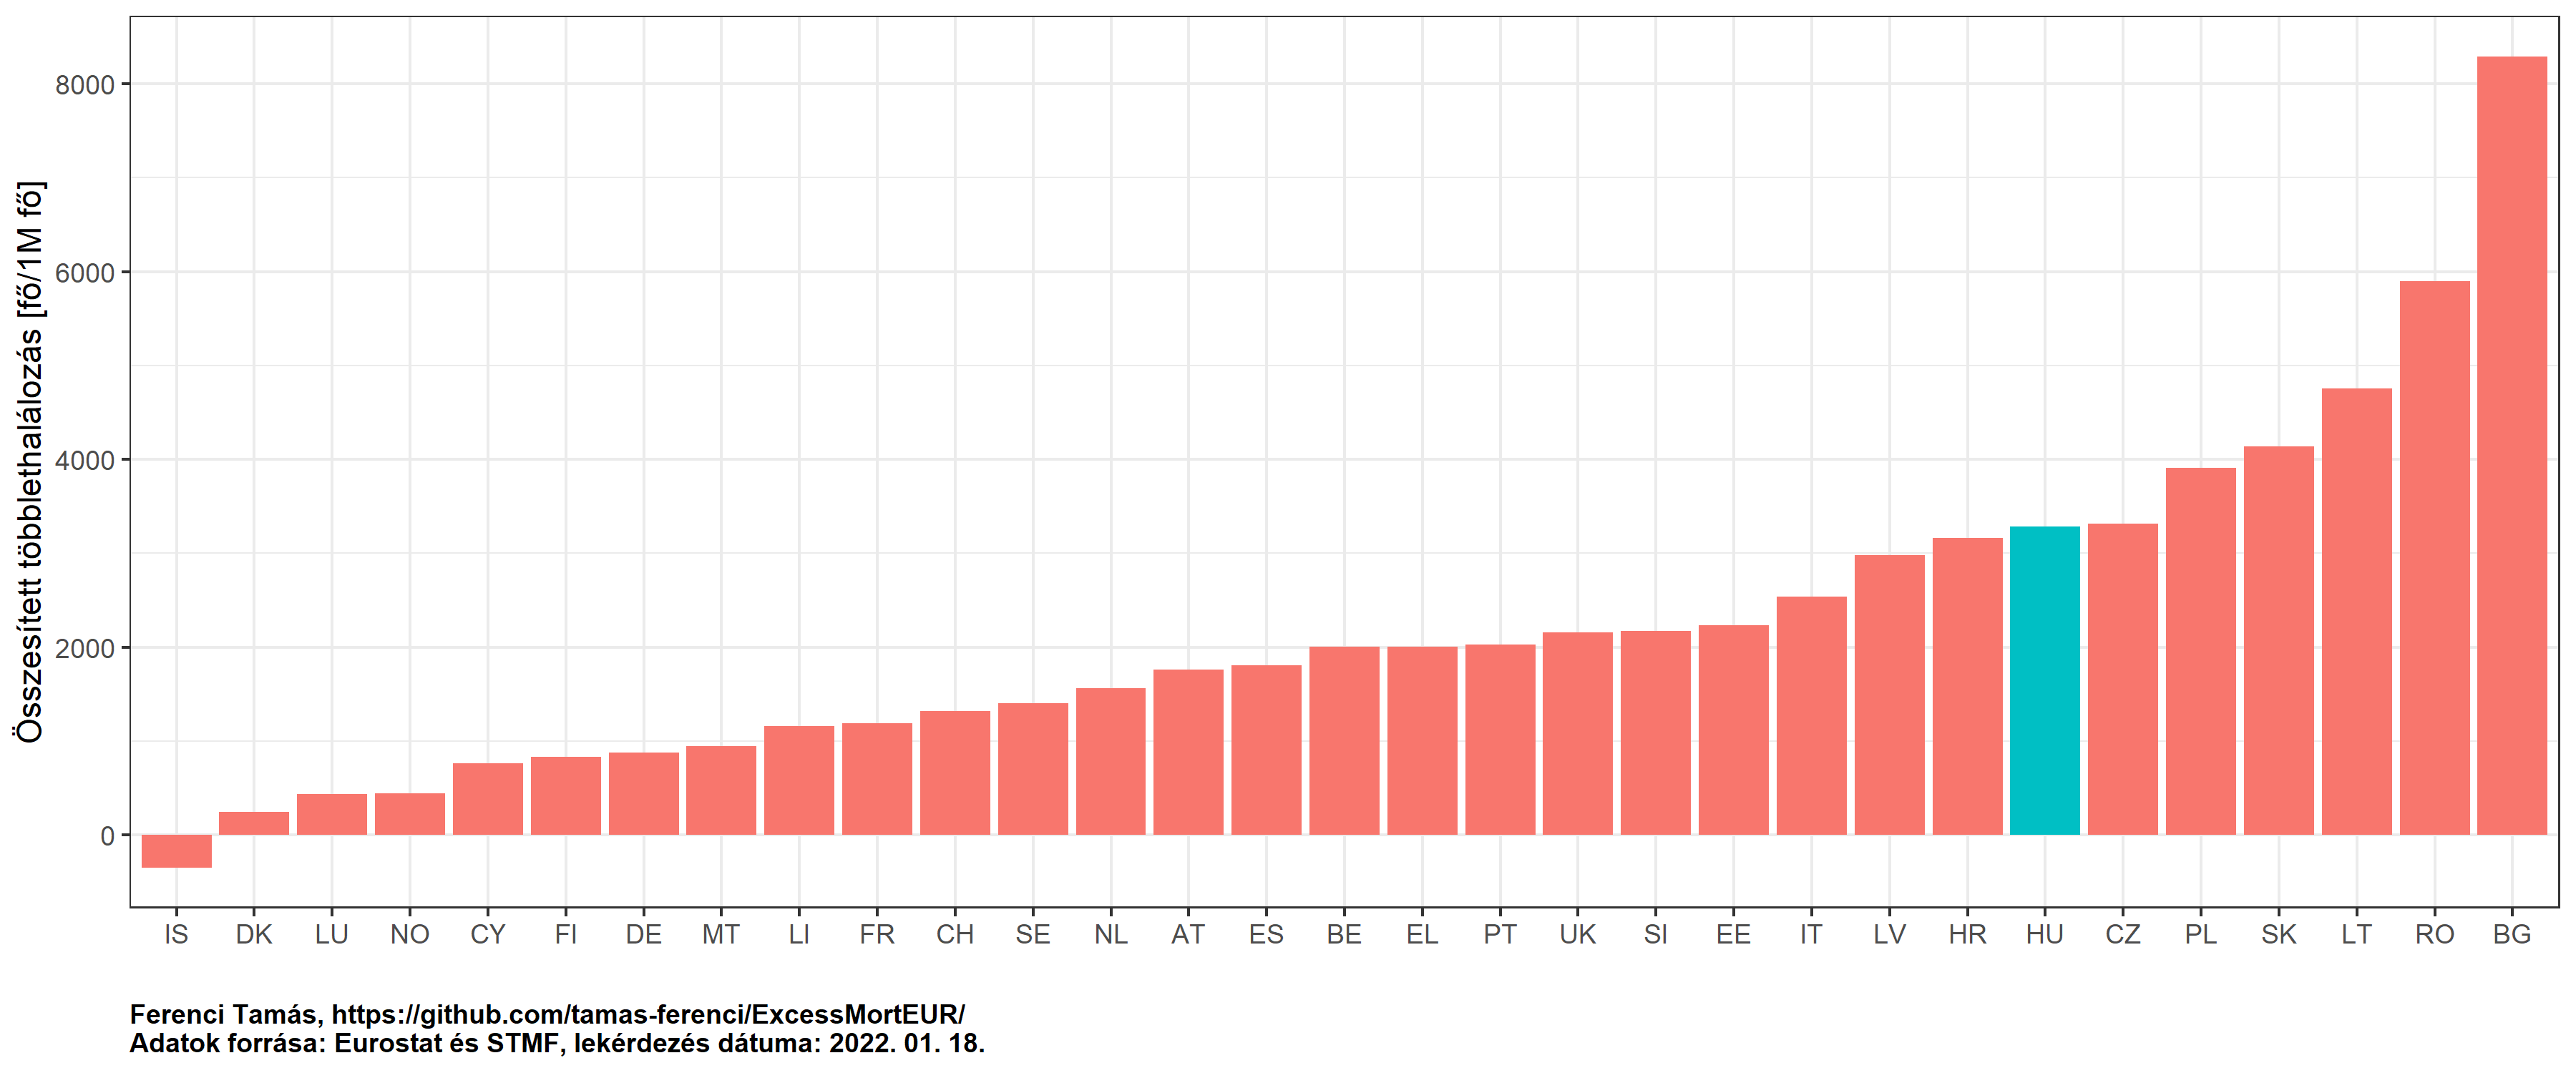 Összesített többlethalálozás [fő/1M fő]
8000
6000
4000
2000
0
IS DK LU NO CY FI DE MT LI FR CH SE NL AT ES BE EL PT UK SI EE IT LV HR HU CZ PL SK LT RO BG
Ferenci Tamás, https://github.com/tamas-ferenci/ExcessMortEUR/
Adatok forrása: Eurostat és STMF, lekérdezés dátuma: 2022. 01. 18.